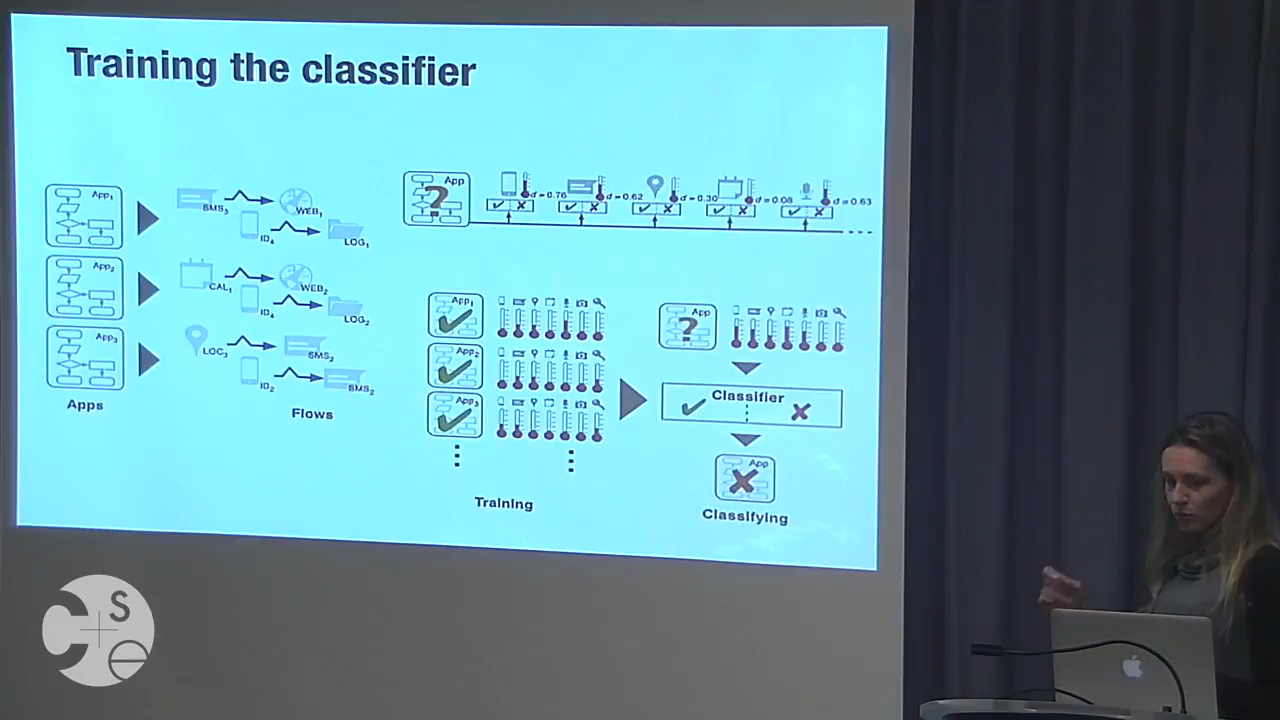 Training the classifier
App₁
SMS₃
WEB₁
ID₄
LOG₁
App₂
CAL₁
WEB₂
ID₄
LOG₂
App₃
LOC₃
SMS₂
ID₂
SMS₂
Apps
Flows
App
?
d = 0.76
d = 0.62
d = 0.30
d = 0.08
d = 0.63
App₁
App₂
App₃
Training
App
?
Classifier
App
Classifying
C S e